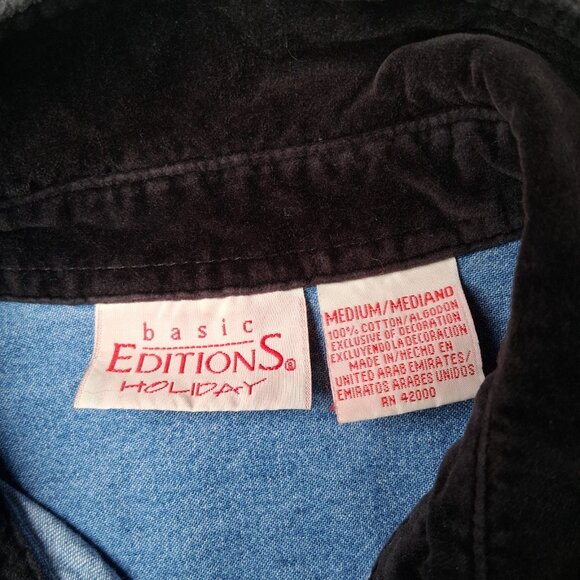 basic
EDITIONS®
HOLIDAY
MEDIUM/MEDIANO
100% COTTON/ALGODON
EXCLUSIVE OF DECORATION
EXCLUYENDO LA DECORACION
MADE IN/HECHO EN
UNITED ARAB EMIRATES/
EMIRATOS ARABES UNIDOS
RN 42000